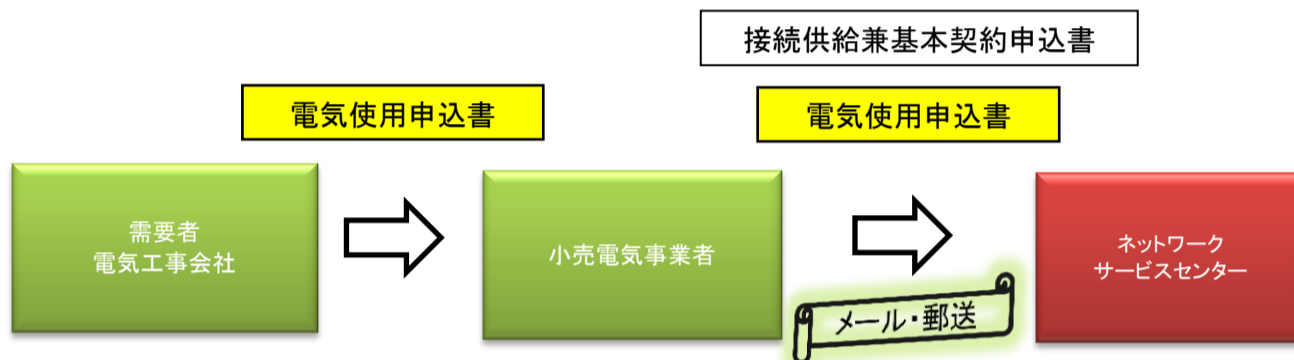 接続供給兼基本契約申込書
電気使用申込書
電気使用申込書
需要者
電気工事会社
小売電気事業者
ネットワーク
サービスセンター
メール・郵送